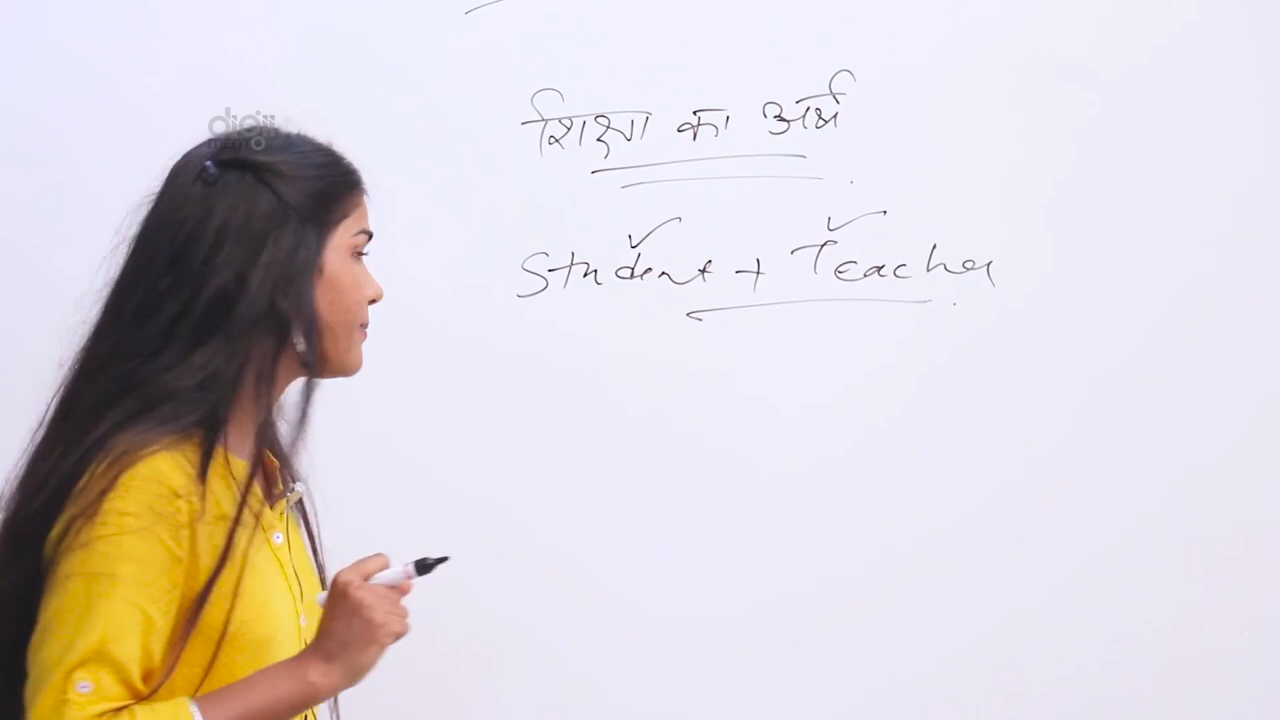 शिक्षा का अर्थ
Student + Teacher